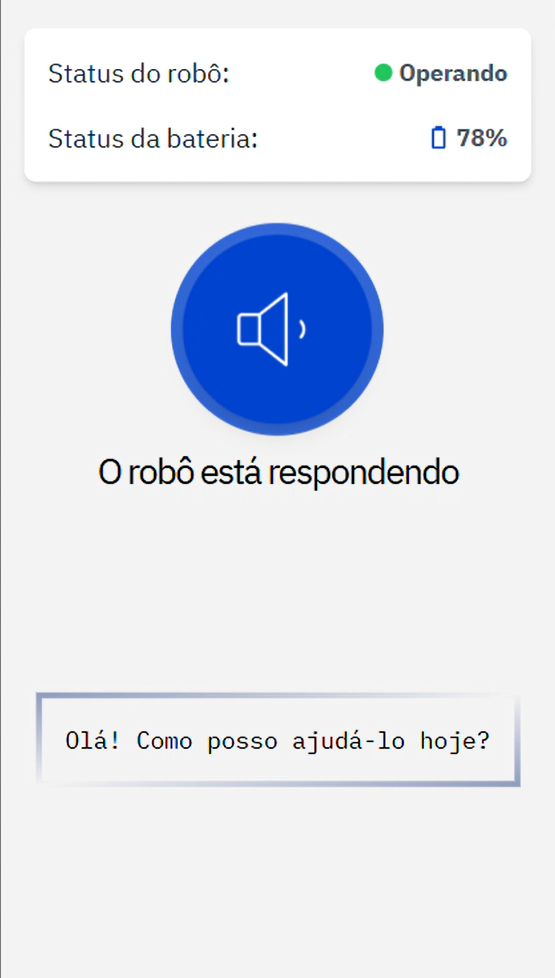 Status do robô: Operando
Status da bateria: 78%
O robô está respondendo
Olá! Como posso ajudá-lo hoje?